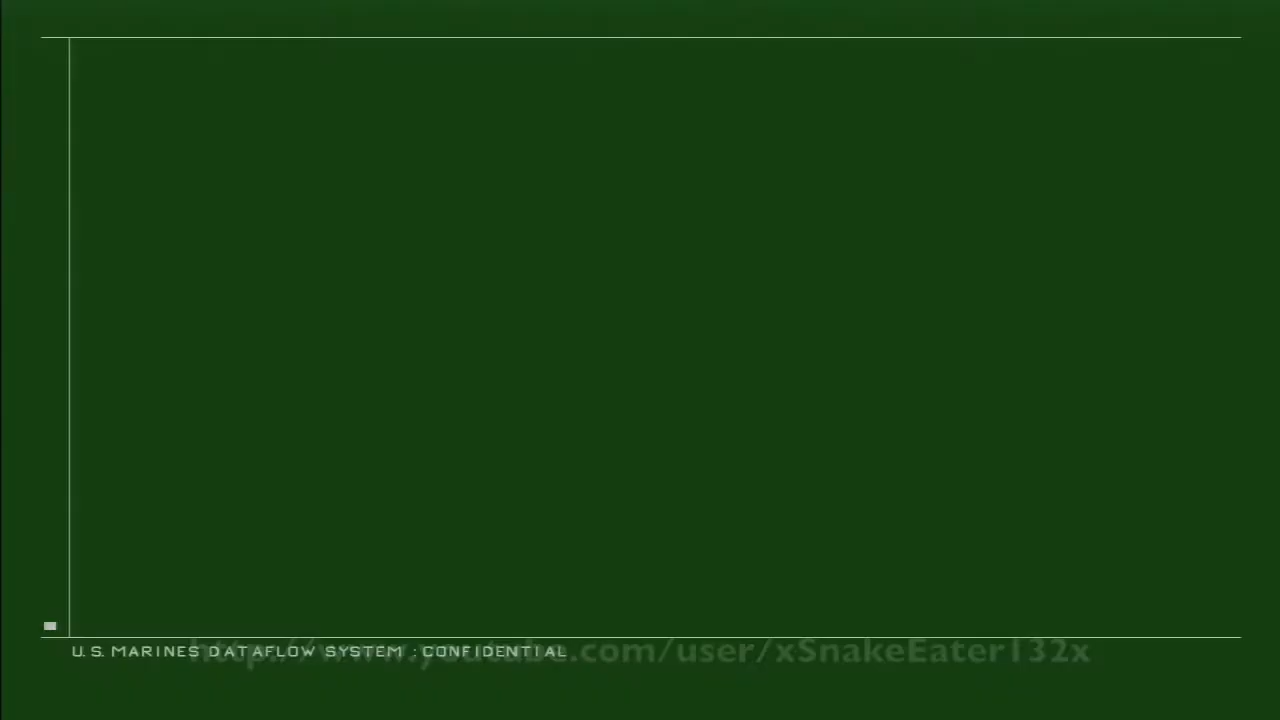 U.S. MARINES DATAFLOW SYSTEM : CONFIDENTIAL
http://www.youtube.com/user/xSnakeEater132x